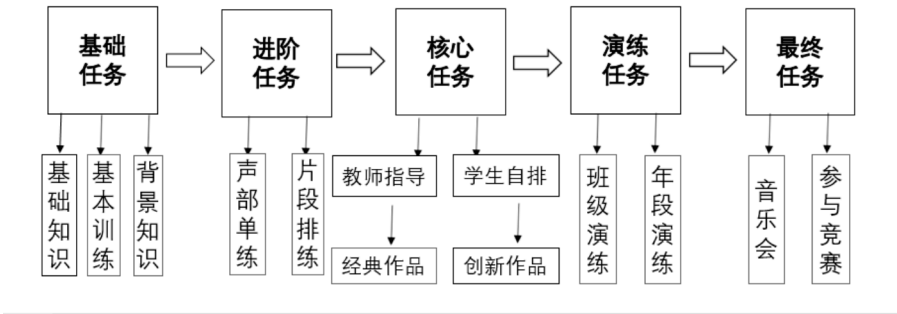 基础
任务
进阶
任务
核心
任务
演练
任务
最终
任务
基础知识
基本训练
背景知识
声部单练
片段排练
教师指导
学生自排
经典作品
创新作品
班级演练
年段演练
音乐会
参与竞赛